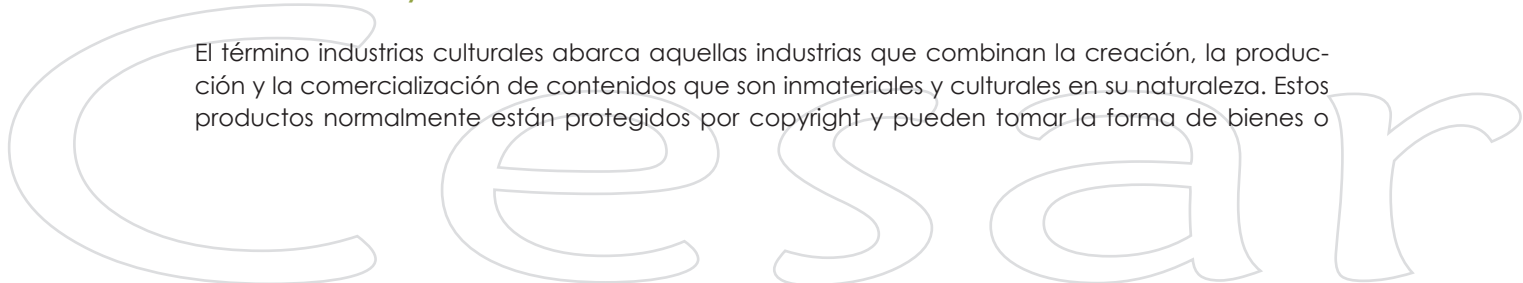 El término industrias culturales abarca aquellas industrias que combinan la creación, la produc-
ción y la comercialización de contenidos que son inmateriales y culturales en su naturaleza. Estos
productos normalmente están protegidos por copyright y pueden tomar la forma de bienes o
Cesar